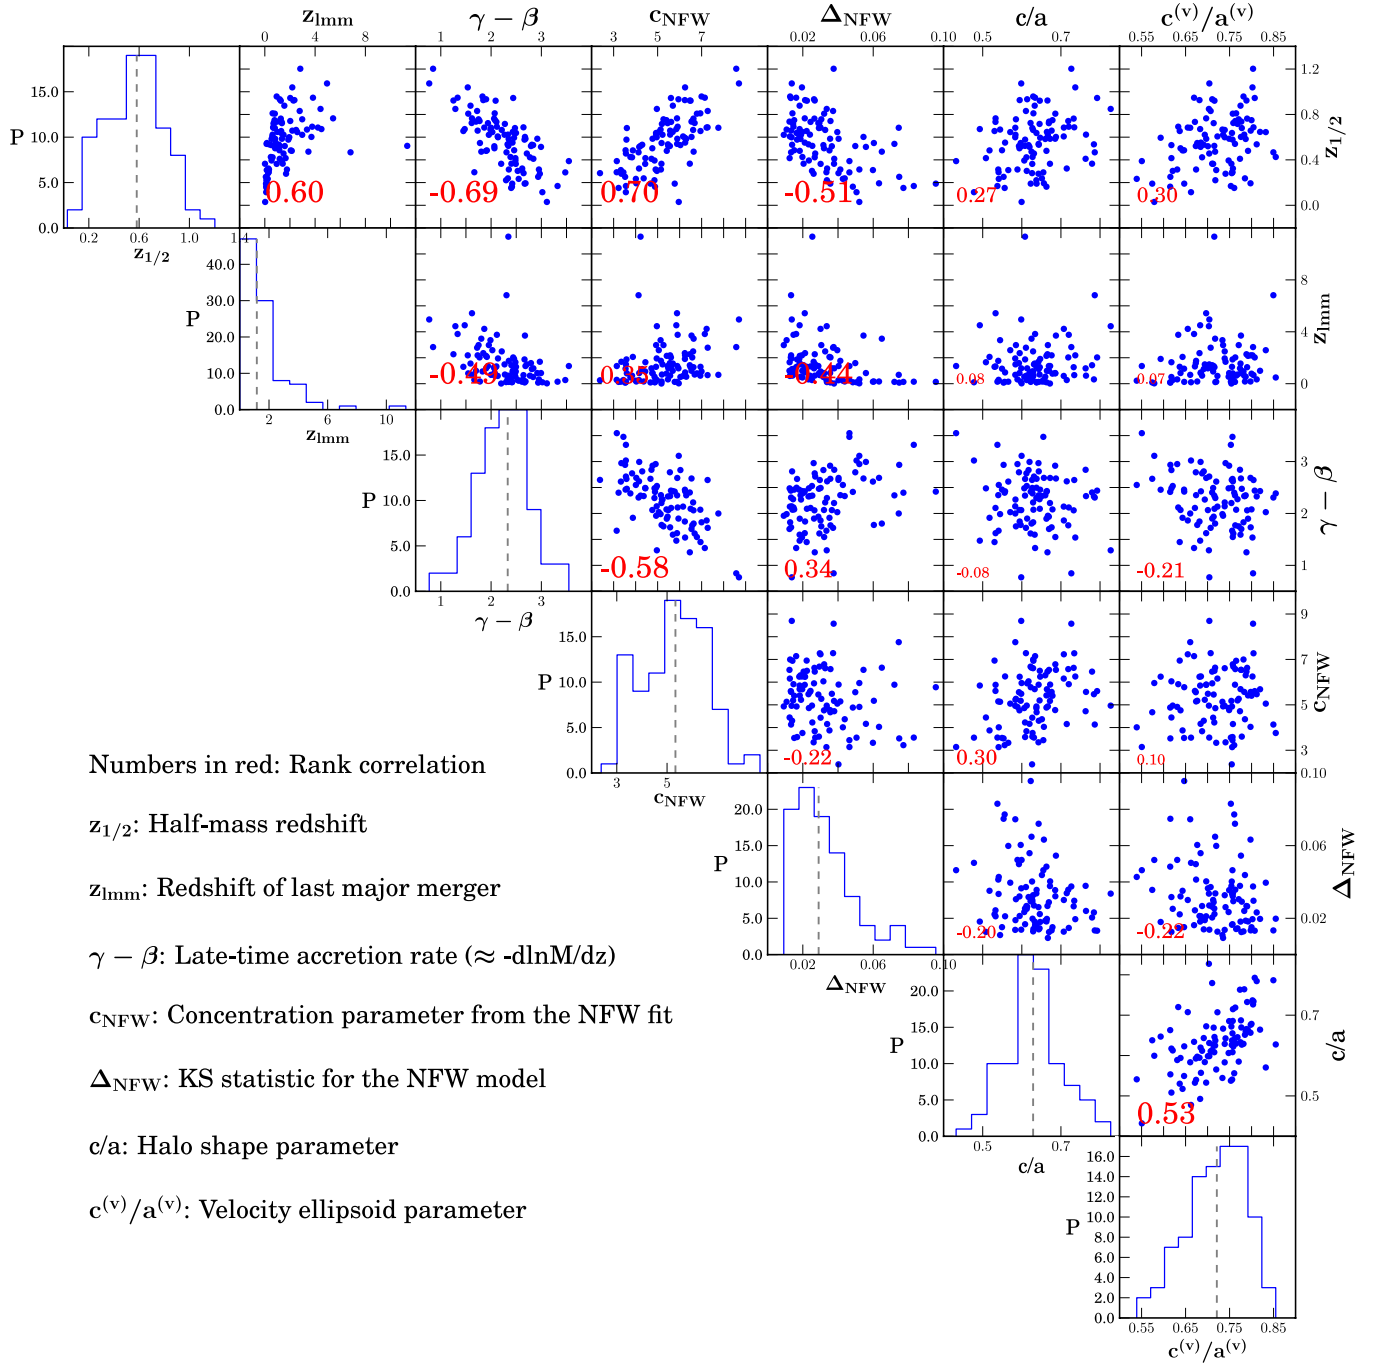 z_lmm γ − β c_NFW Δ_NFW c/a c^(v)/a^(v)
0 4 8 1 2 3 3 5 7 0.02 0.06 0.10 0.5 0.7 0.55 0.65 0.75 0.85
15.0
10.0
5.0
0.0
P
0.2 0.6 1.0 1
z_1/2
0.60
-0.69
0.70
-0.51
0.27
0.30
1.2
0.8
0.4
0.0
z_1/2
40.0
30.0
20.0
10.0
0.0
P
2 6 10
z_lmm
-0.49
0.35
-0.44
0.08
0.07
8
4
0
z_lmm
15.0
10.0
5.0
0.0
P
1 2 3
γ − β
-0.58
0.34
-0.08
-0.21
3
2
1
γ − β
15.0
10.0
5.0
0.0
P
3 5
c_NFW
-0.22
0.30
0.10
9
7
5
3
c_NFW
Numbers in red: Rank correlation
z_1/2: Half-mass redshift
z_lmm: Redshift of last major merger
γ − β: Late-time accretion rate (≈ -dlnM/dz)
c_NFW: Concentration parameter from the NFW fit
Δ_NFW: KS statistic for the NFW model
c/a: Halo shape parameter
c^(v)/a^(v): Velocity ellipsoid parameter
20.0
15.0
10.0
5.0
0.0
P
0.02 0.06 0.10
Δ_NFW
-0.20
-0.22
0.10
0.06
0.02
Δ_NFW
20.0
15.0
10.0
5.0
0.0
P
0.5 0.7
c/a
0.53
0.7
0.5
c/a
16.0
14.0
12.0
10.0
8.0
6.0
4.0
2.0
0.0
P
0.55 0.65 0.75 0.85
c^(v)/a^(v)